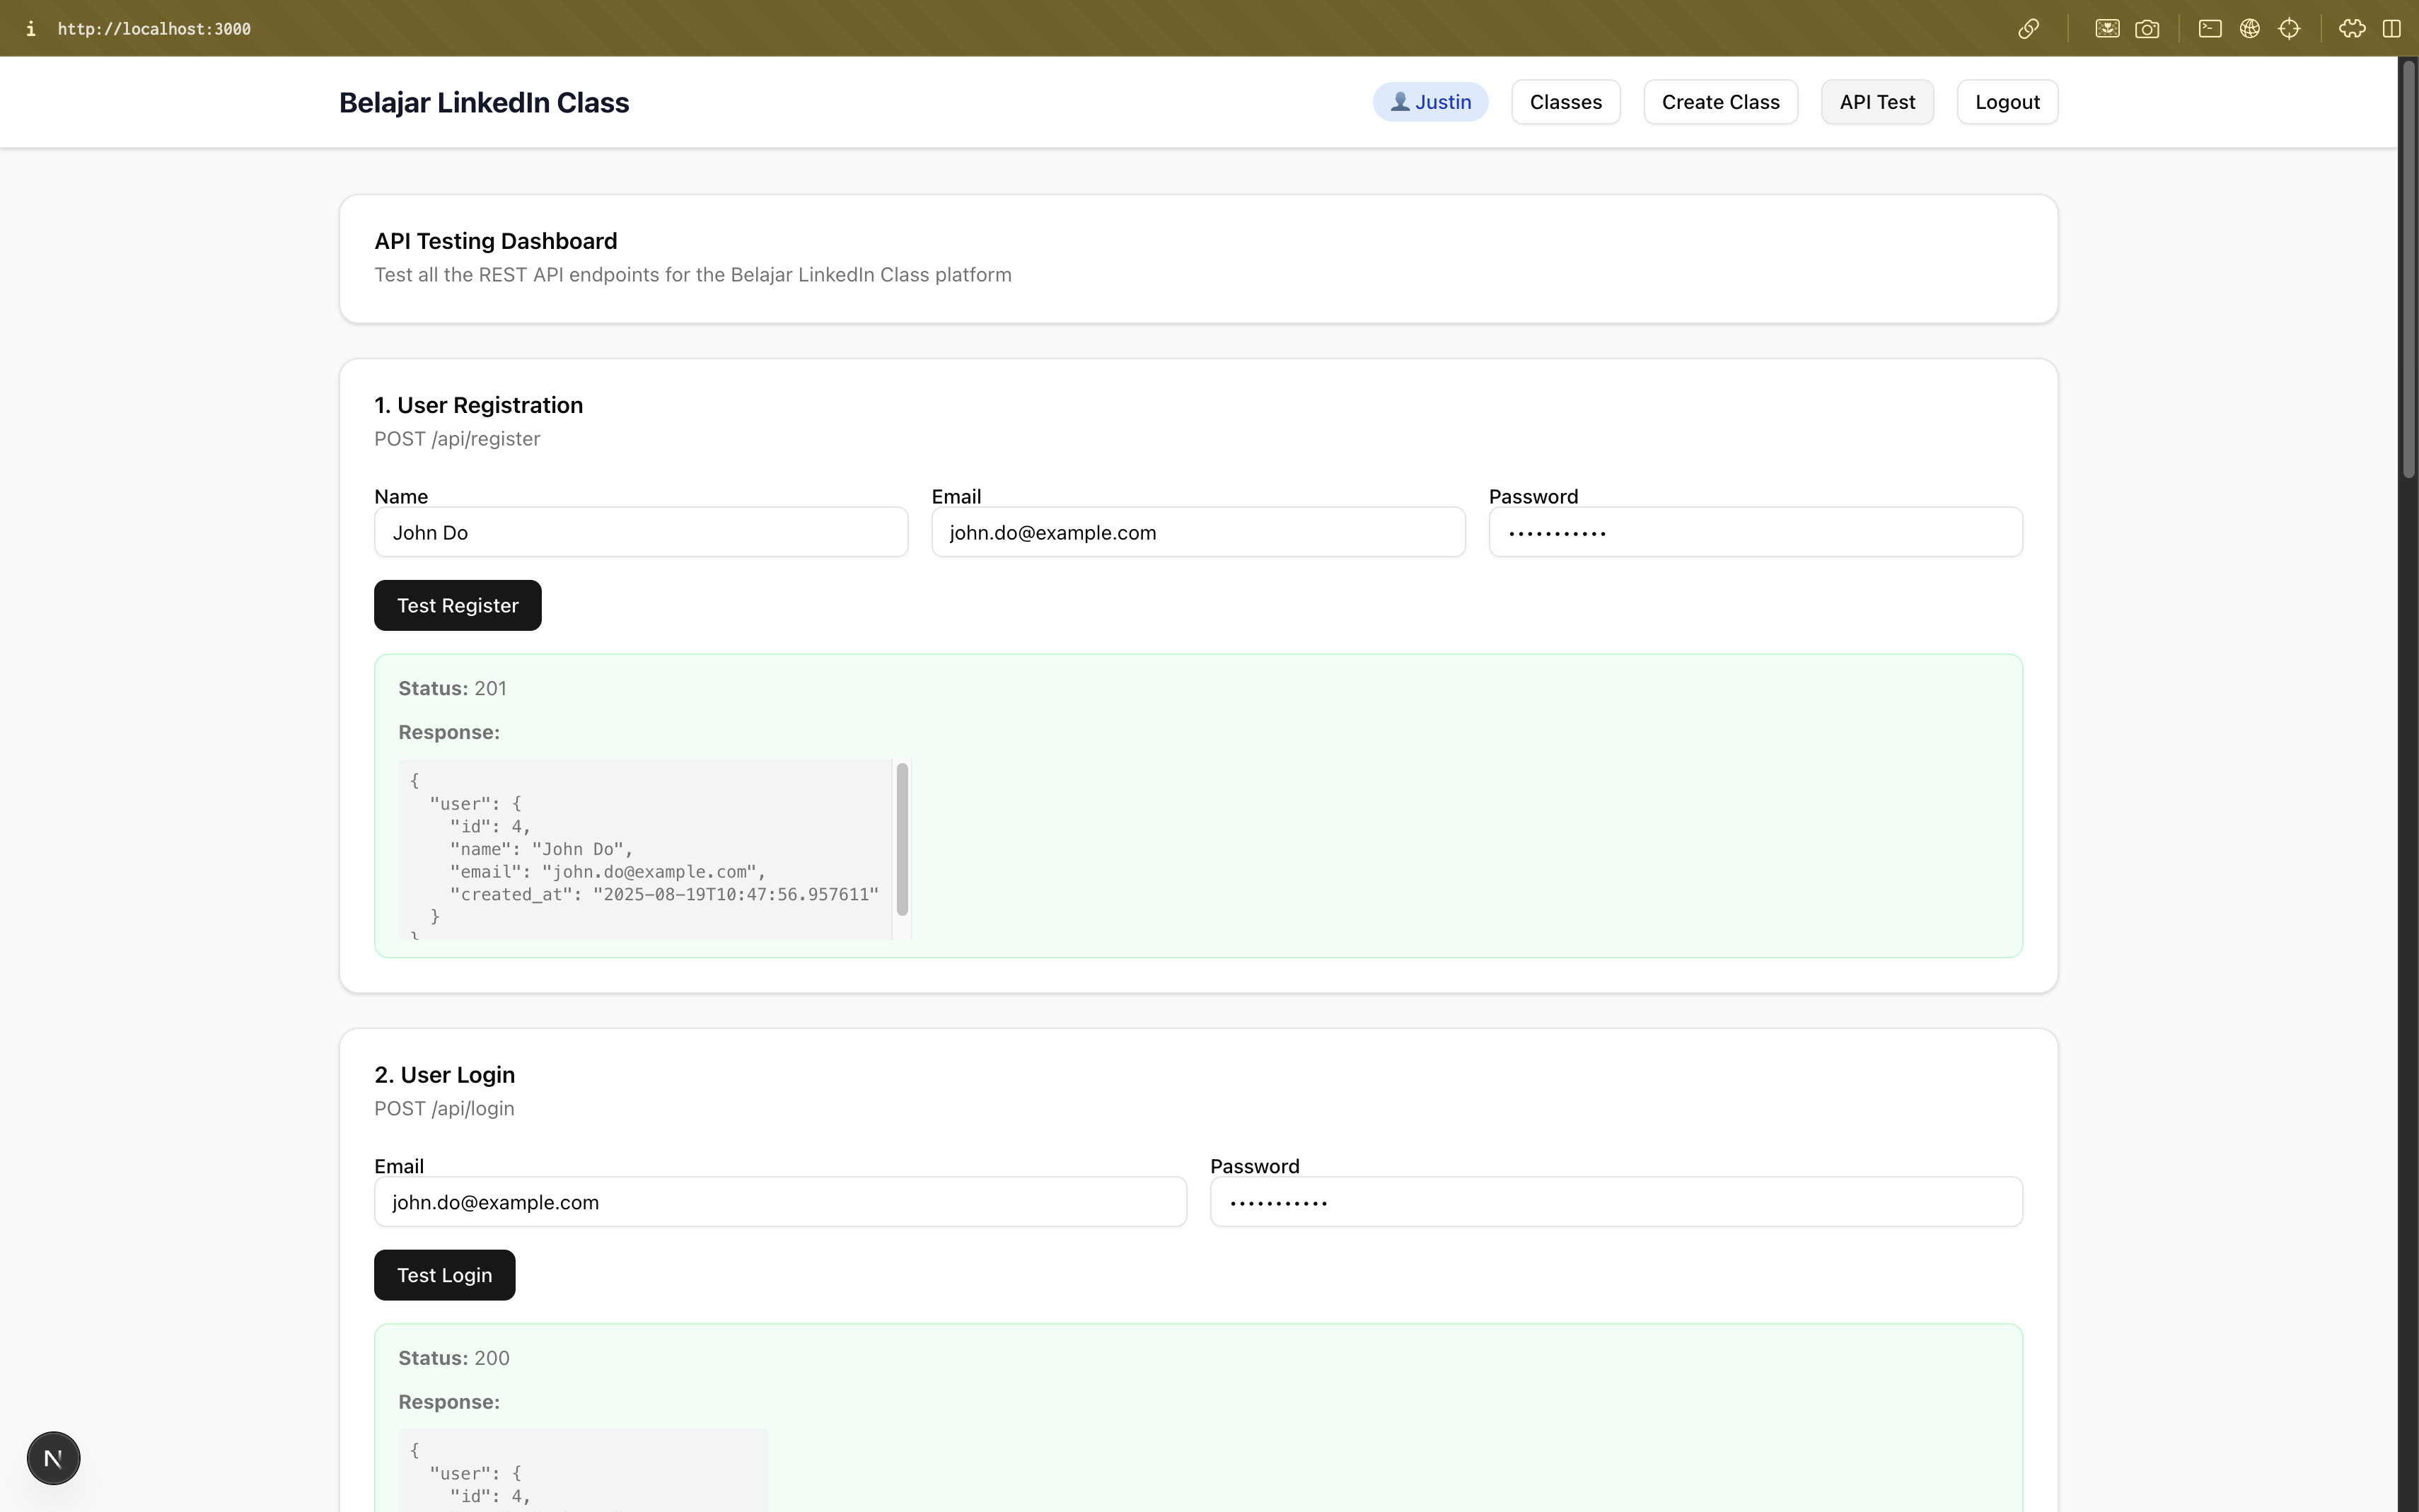 http://localhost:3000
Belajar LinkedIn Class
Justin
Classes
Create Class
API Test
Logout
API Testing Dashboard
Test all the REST API endpoints for the Belajar LinkedIn Class platform
1. User Registration
POST /api/register
Name
Email
Password
John Do
john.do@example.com
•••••••••••
Test Register
Status: 201
Response:
{
"user": {
"id": 4,
"name": "John Do",
"email": "john.do@example.com",
"created_at": "2025-08-19T10:47:56.957611"
}
}
2. User Login
POST /api/login
Email
Password
john.do@example.com
•••••••••••
Test Login
Status: 200
Response:
{
"user": {
"id": 4,
N